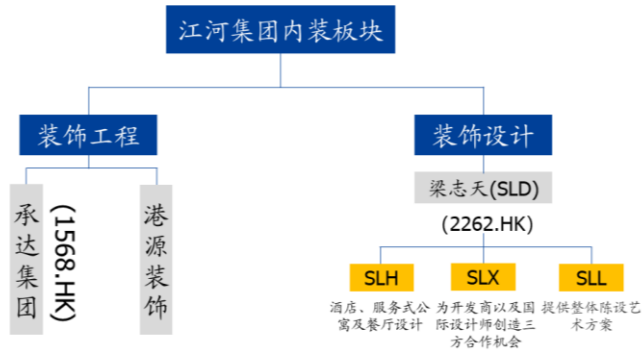 江河集团内装板块
装饰工程
装饰设计
承达集团
(1568.HK)
港源装饰
梁志天(SLD)
(2262.HK)
SLH
SLX
SLL
酒店、服务式公
寓及餐厅设计
为开发商以及国
际设计师创造三
方合作机会
提供整体陈设艺
术方案